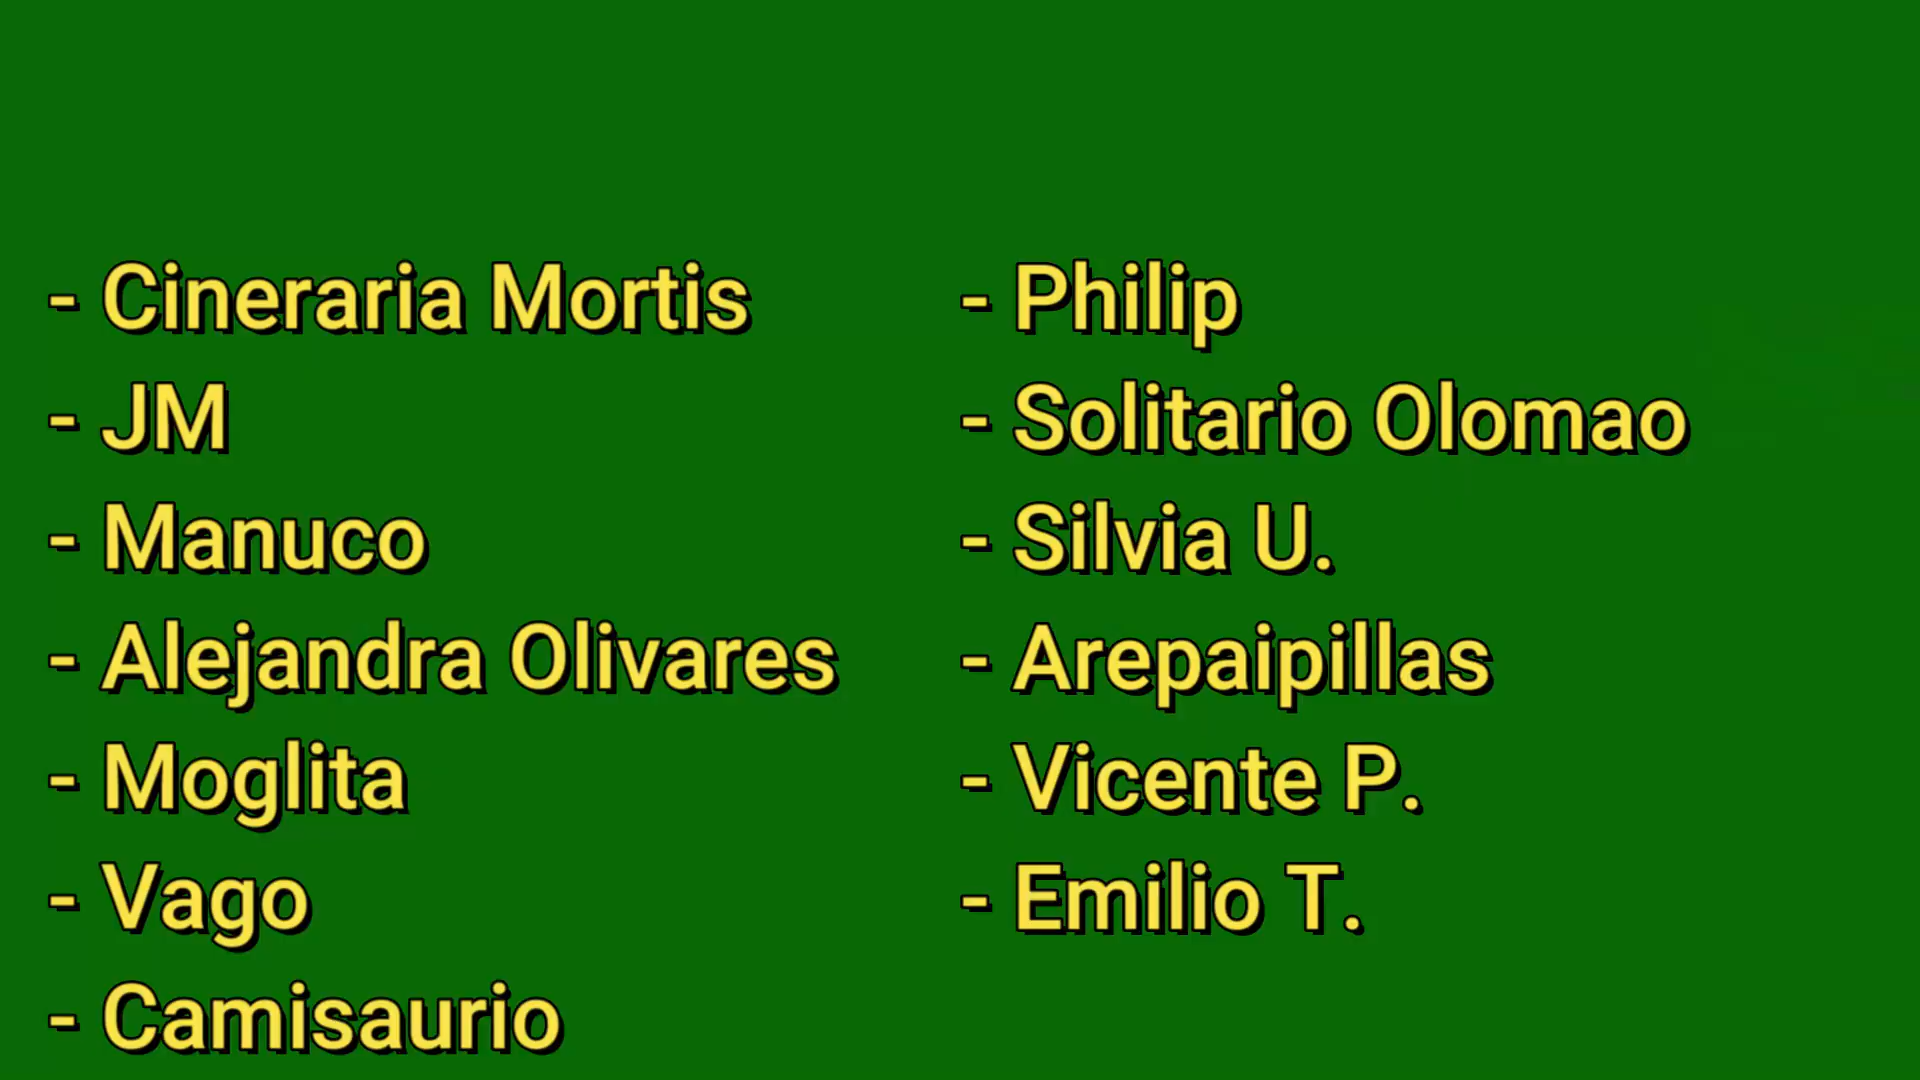 - Cineraria Mortis
- JM
- Manuco
- Alejandra Olivares
- Moglita
- Vago
- Camisaurio
- Philip
- Solitario Olomao
- Silvia U.
- Arepaipillas
- Vicente P.
- Emilio T.